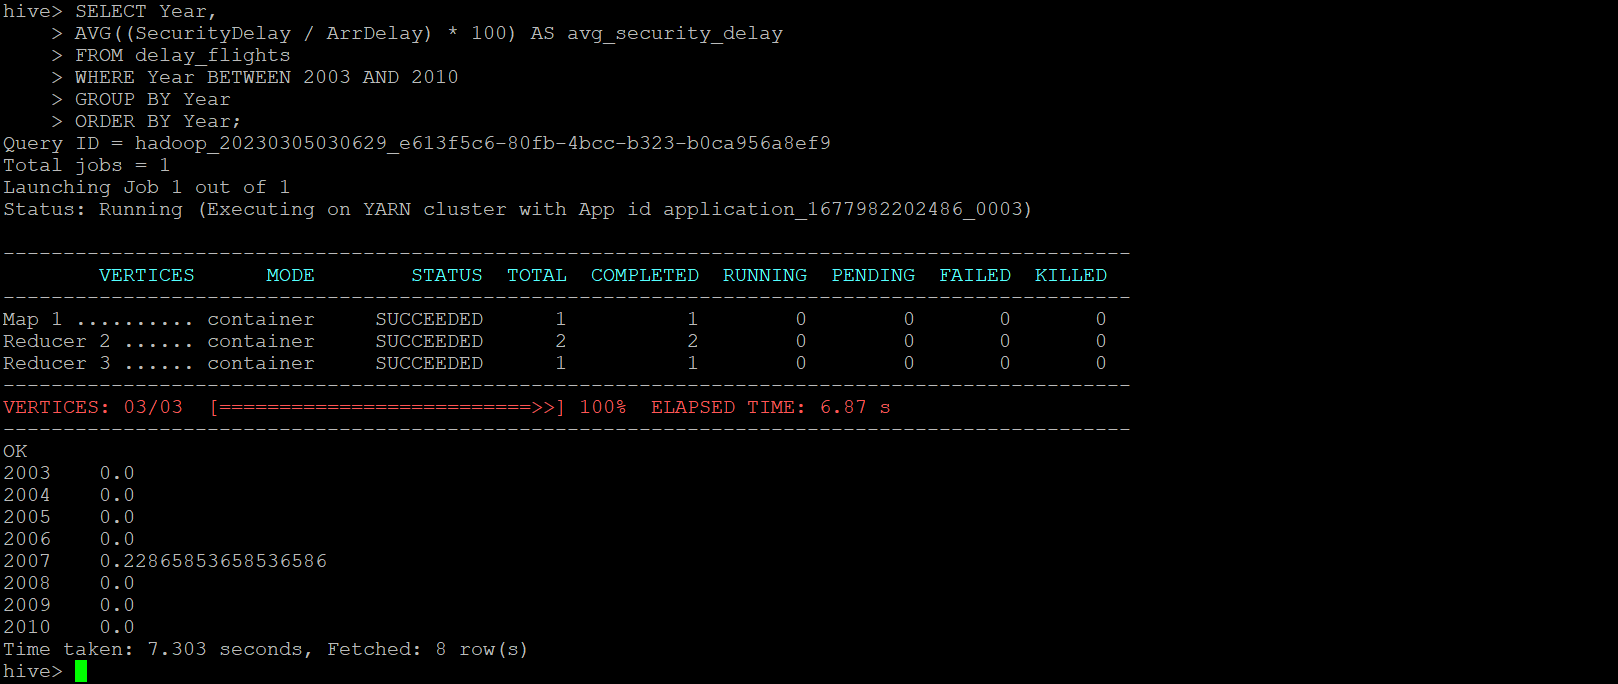 hive> SELECT Year,
    > AVG((SecurityDelay / ArrDelay) * 100) AS avg_security_delay
    > FROM delay_flights
    > WHERE Year BETWEEN 2003 AND 2010
    > GROUP BY Year
    > ORDER BY Year;
Query ID = hadoop_20230305030629_e613f5c6-80fb-4bcc-b323-b0ca956a8ef9
Total jobs = 1
Launching Job 1 out of 1
Status: Running (Executing on YARN cluster with App id application_1677982202486_0003)
----------------------------------------------------------------------------------------------
        VERTICES      MODE        STATUS  TOTAL  COMPLETED  RUNNING  PENDING  FAILED  KILLED
----------------------------------------------------------------------------------------------
Map 1 .......... container     SUCCEEDED      1          1        0        0       0       0
Reducer 2 ...... container     SUCCEEDED      2          2        0        0       0       0
Reducer 3 ...... container     SUCCEEDED      1          1        0        0       0       0
----------------------------------------------------------------------------------------------
VERTICES: 03/03  [==========================>>] 100%  ELAPSED TIME: 6.87 s
----------------------------------------------------------------------------------------------
OK
2003    0.0
2004    0.0
2005    0.0
2006    0.0
2007    0.22865853658536586
2008    0.0
2009    0.0
2010    0.0
Time taken: 7.303 seconds, Fetched: 8 row(s)
hive>